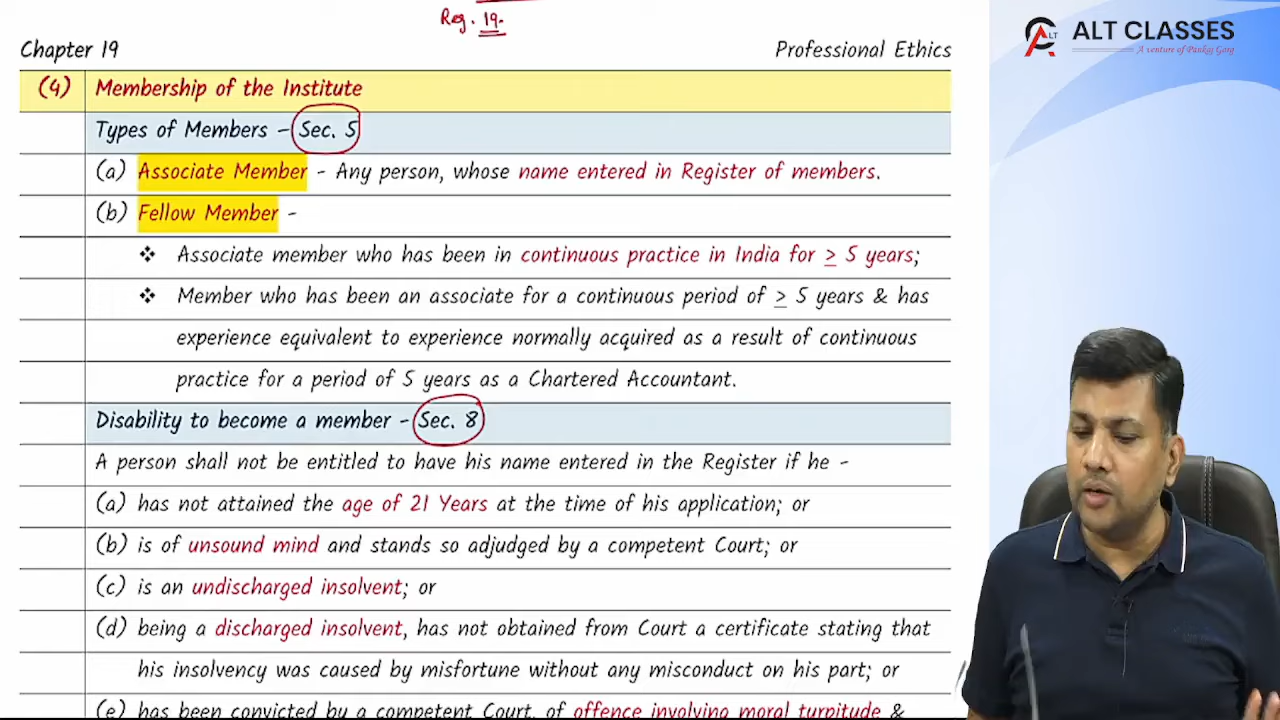 Reg. 19.
Chapter 19
Professional Ethics
ALT
ALT CLASSES
A venture of Pankaj Garg
(4) Membership of the Institute
Types of Members – Sec. 5
(a) Associate Member - Any person, whose name entered in Register of members.
(b) Fellow Member -
❖ Associate member who has been in continuous practice in India for ≥ 5 years;
❖ Member who has been an associate for a continuous period of ≥ 5 years & has
experience equivalent to experience normally acquired as a result of continuous
practice for a period of 5 years as a Chartered Accountant.
Disability to become a member - Sec. 8
A person shall not be entitled to have his name entered in the Register if he -
(a) has not attained the age of 21 Years at the time of his application; or
(b) is of unsound mind and stands so adjudged by a competent Court; or
(c) is an undischarged insolvent; or
(d) being a discharged insolvent, has not obtained from Court a certificate stating that
his insolvency was caused by misfortune without any misconduct on his part; or
(e) has been convicted by a competent Court, of offence involving moral turpitude &